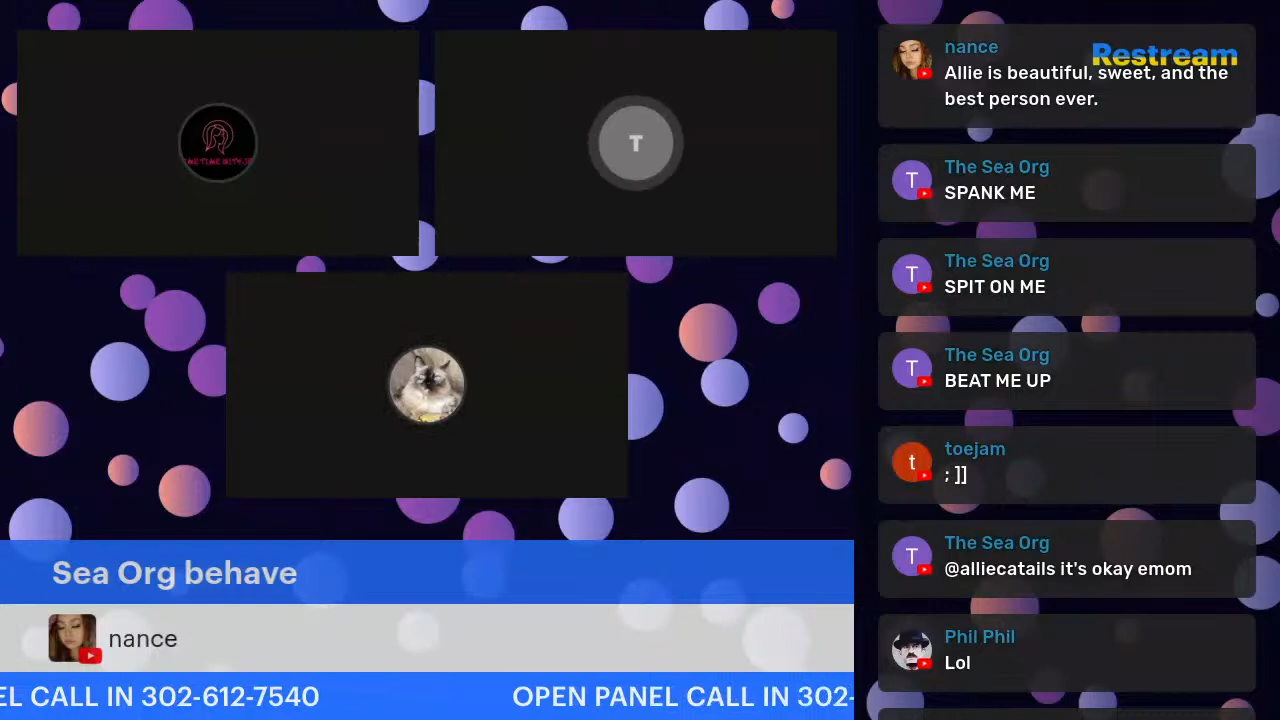 T
Sea Org behave
nance
EL CALL IN 302-612-7540
OPEN PANEL CALL IN 302-
Restream
nance
Allie is beautiful, sweet, and the
best person ever.
T
The Sea Org
SPANK ME
T
The Sea Org
SPIT ON ME
T
The Sea Org
BEAT ME UP
t
toejam
; ]]
T
The Sea Org
@alliecatails it's okay emom
Phil Phil
Lol